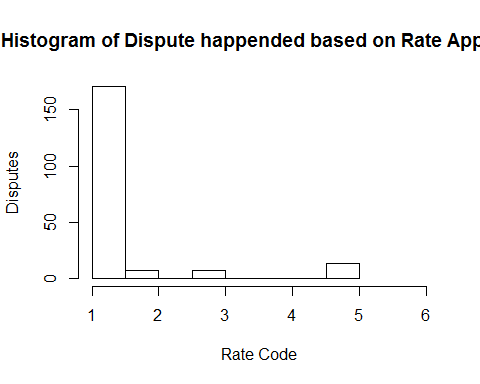 Histogram of Dispute happended based on Rate App
150
100
50
0
Disputes
1 2 3 4 5 6
Rate Code